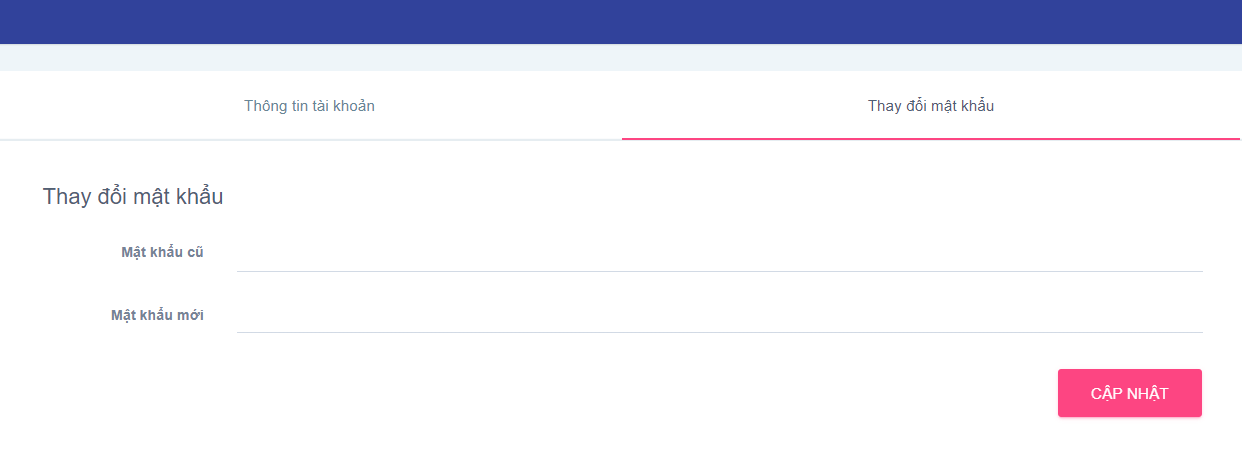 Thông tin tài khoản
Thay đổi mật khẩu
Thay đổi mật khẩu
Mật khẩu cũ
Mật khẩu mới
CẬP NHẬT